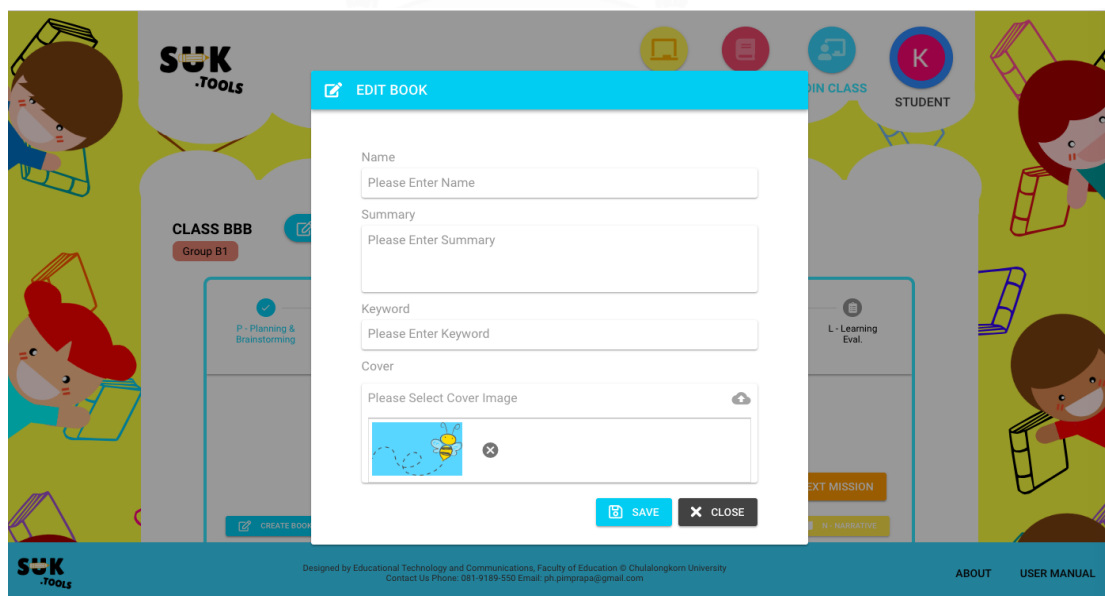 SUK
.TOOLS
K
JOIN CLASS
STUDENT
EDIT BOOK
Name
Please Enter Name
Summary
Please Enter Summary
CLASS BBB
Group B1
Keyword
Please Enter Keyword
P - Planning &
Brainstorming
L - Learning
Eval.
Cover
Please Select Cover Image
NEXT MISSION
SAVE
CLOSE
CREATE BOOK
N - NARRATIVE
SUK
.TOOLS
Designed by Educational Technology and Communications, Faculty of Education © Chulalongkorn University
Contact Us Phone: 081-9189-550 Email: ph.pimprapa@gmail.com
ABOUT
USER MANUAL